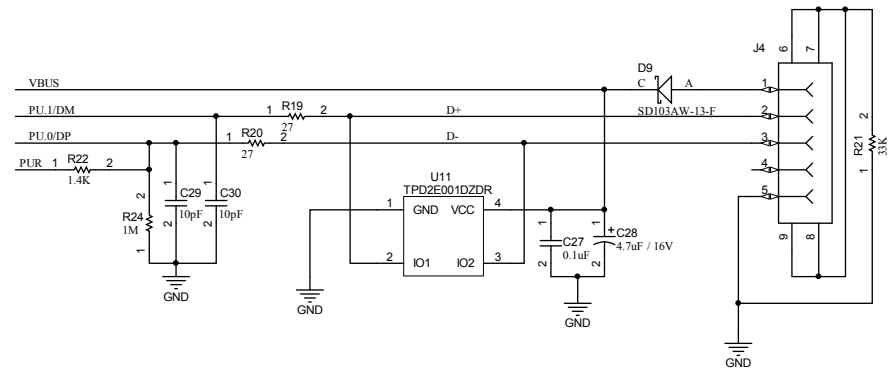 J4
6
7
D9
C
A
VBUS
1
SD103AW-13-F
PU.1/DM
1
R19
2
D+
2
27
2
PU.0/DP
1
R20
2
D-
3
R21
33K
27
PUR
1
R22
2
4
1
1.4K
U11
TPD2E001DZDR
5
1
C29
1
C30
2
10pF
10pF
1
GND
VCC
4
R24
1M
2
2
1
1
9
8
1
C28
+
4.7uF / 16V
C27
0.1uF
2
IO1
IO2
3
2
2
GND
GND
GND
GND